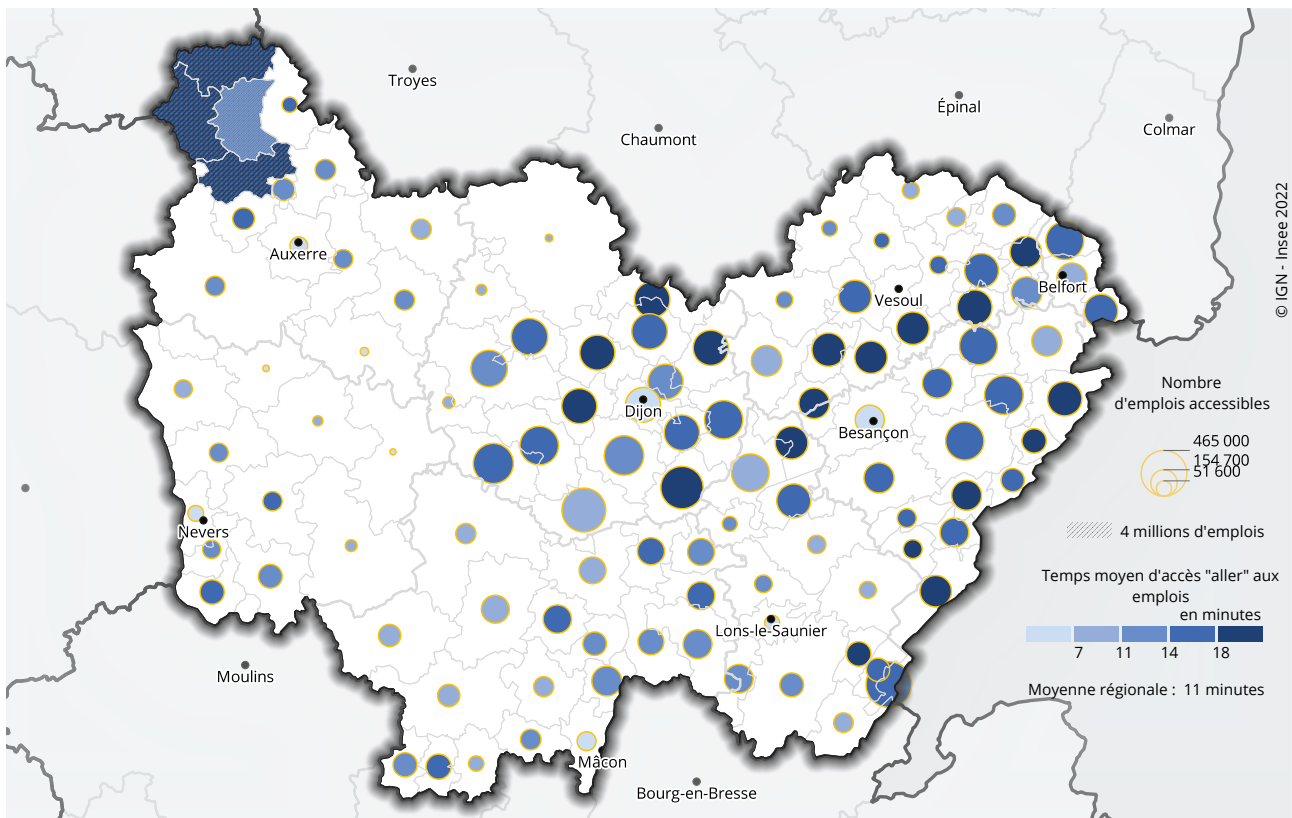 Troyes
Épinal
Chaumont
Colmar
© IGN - Insee 2022
Auxerre
Belfort
Vesoul
Nombre
d'emplois accessibles
Dijon
Besançon
465 000
154 700
51 600
Nevers
4 millions d'emplois
Temps moyen d'accès "aller" aux
emplois
en minutes
Lons-le-Saunier
7 11 14 18
Moulins
Moyenne régionale : 11 minutes
Mâcon
Bourg-en-Bresse